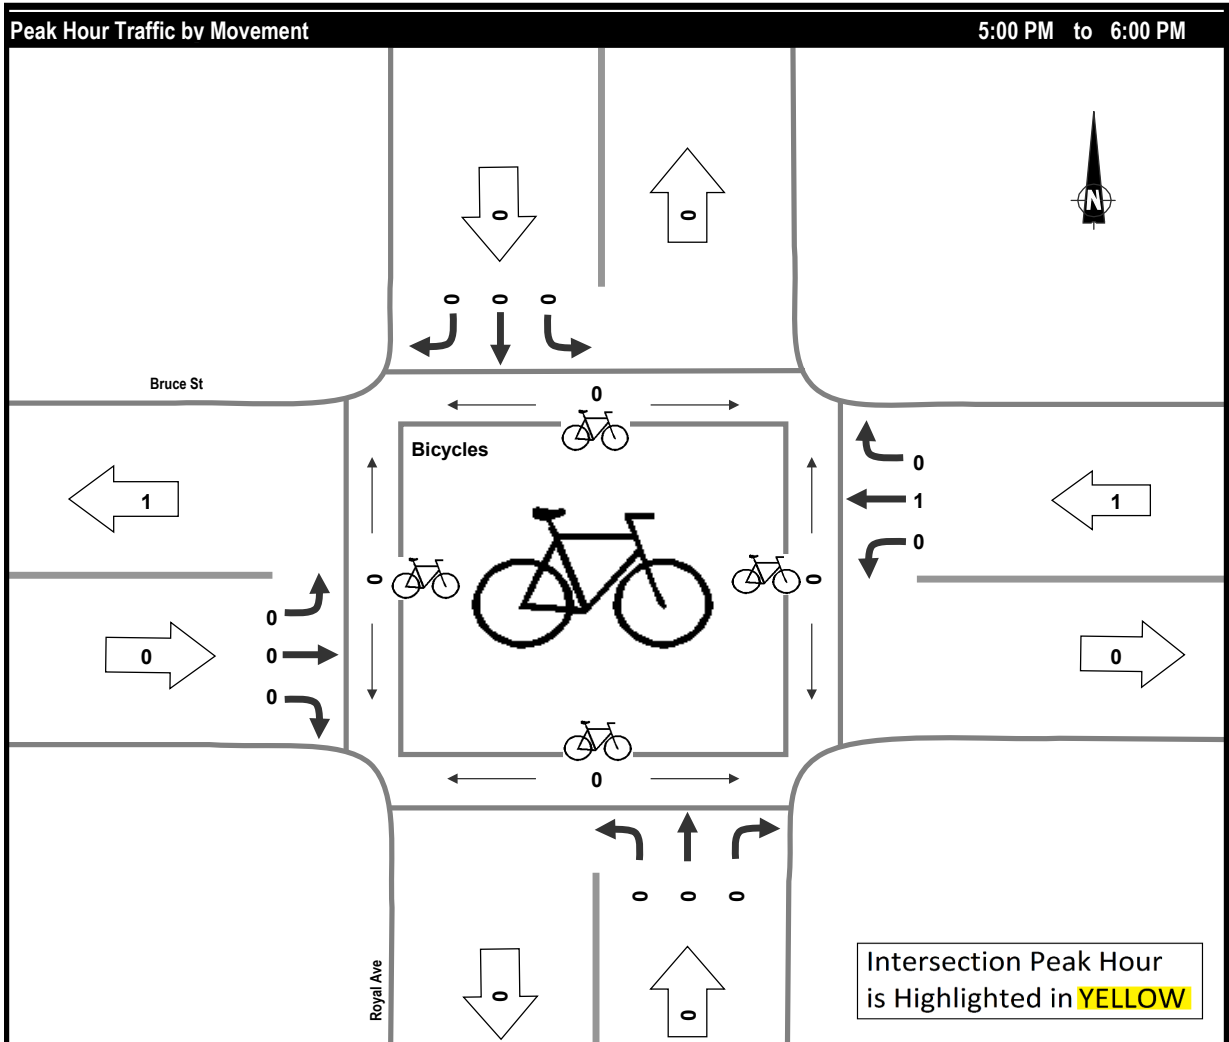 Peak Hour Traffic by Movement 5:00 PM to 6:00 PM
0 0
N
0 0 0
Bruce St
0
Bicycles
0
1 1 1
0
0 0
0
0 0 0
0
0
0 0 0
Royal Ave
Intersection Peak Hour
is Highlighted in YELLOW
0 0